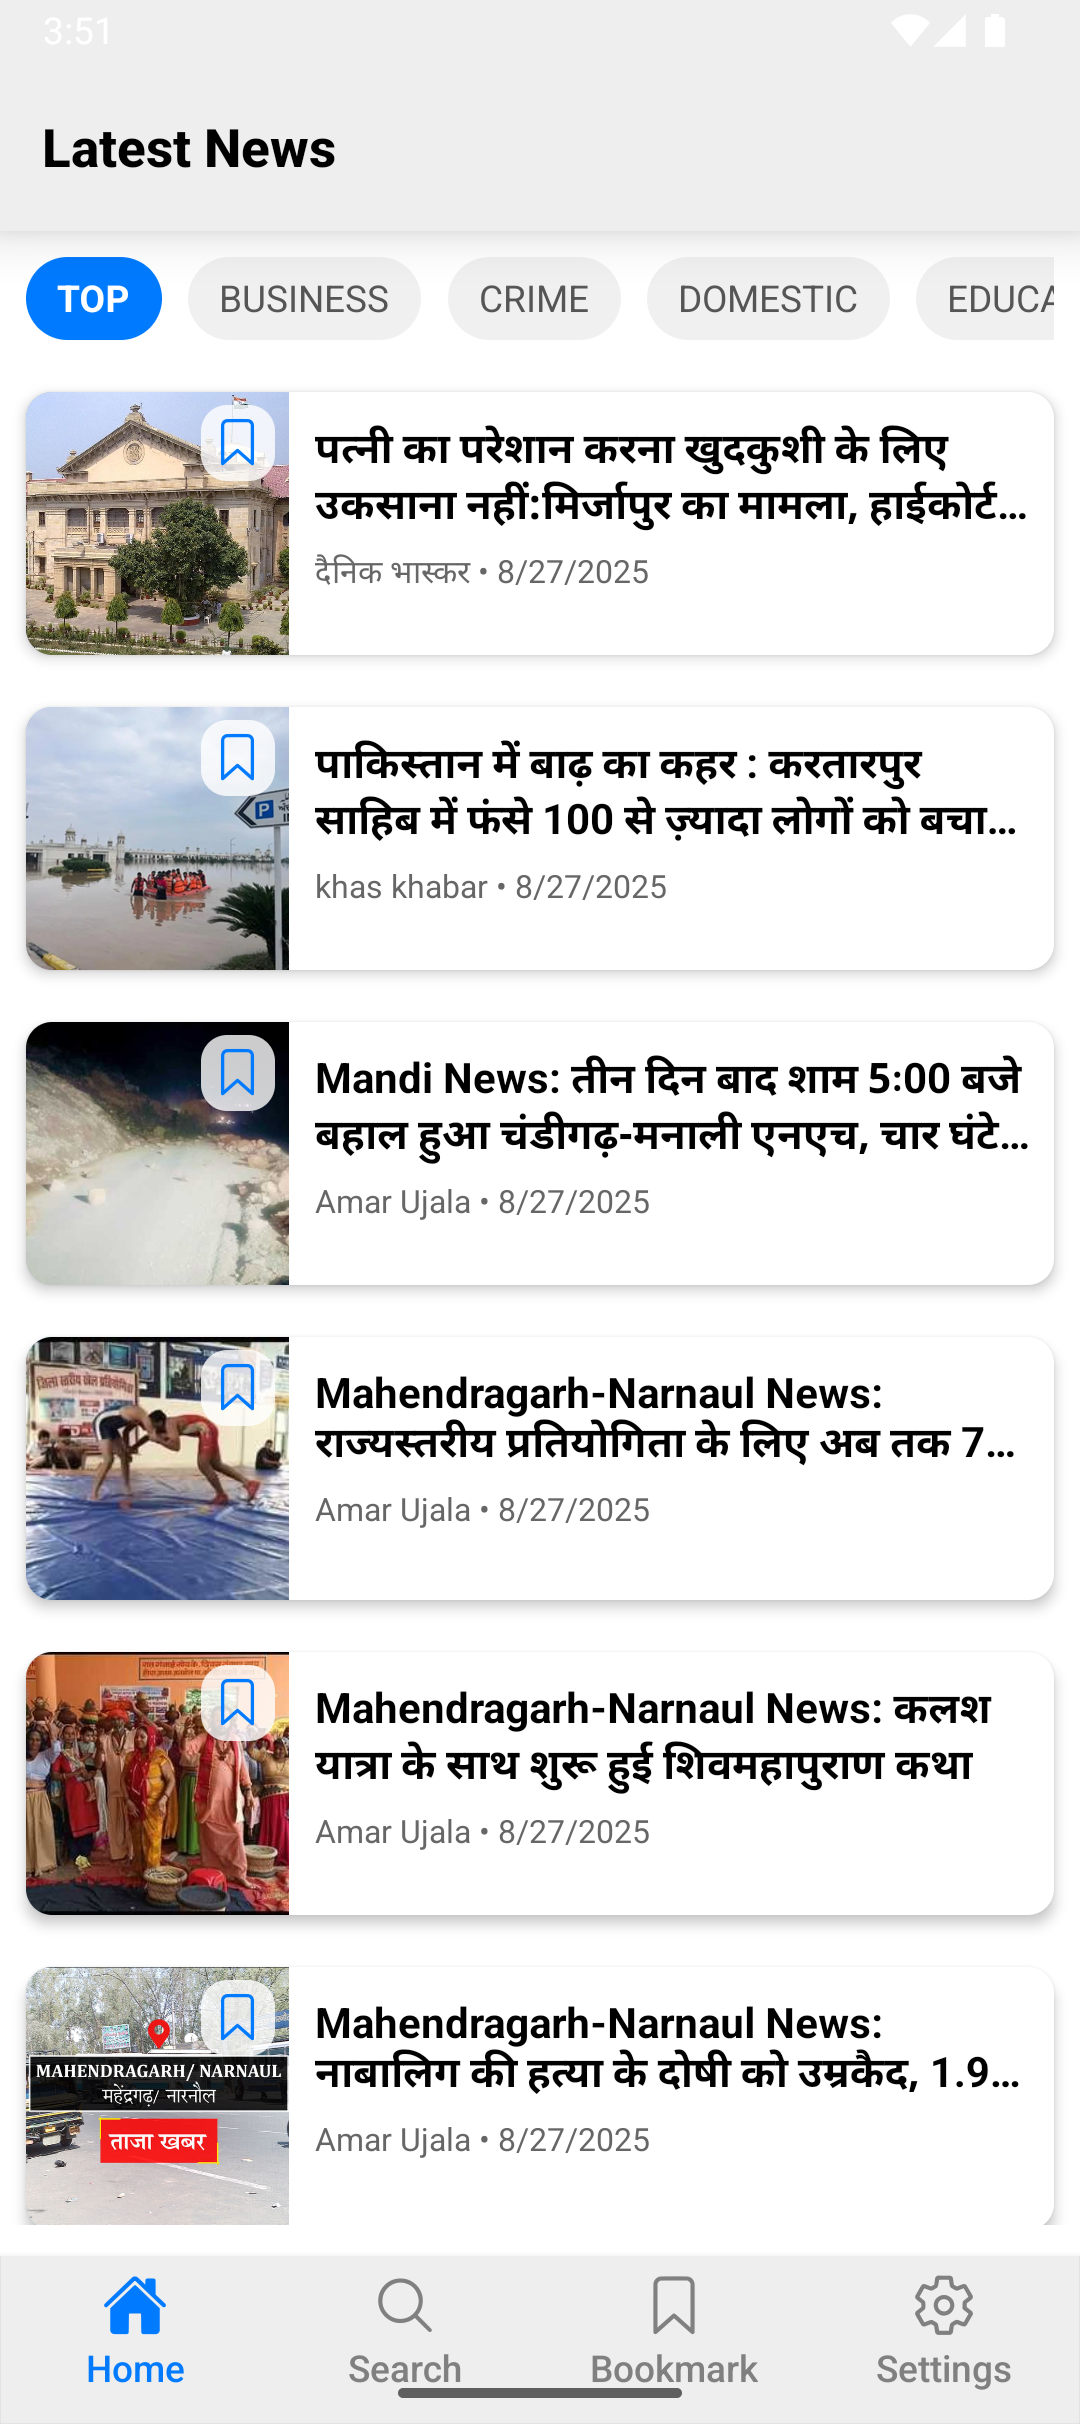 3:51
Latest News
TOP
BUSINESS
CRIME
DOMESTIC
EDUCA
पत्नी का परेशान करना खुदकुशी के लिए
उकसाना नहीं:मिर्जापुर का मामला, हाईकोर्ट...
दैनिक भास्कर • 8/27/2025
P
पाकिस्तान में बाढ़ का कहर : करतारपुर
साहिब में फंसे 100 से ज़्यादा लोगों को बचा...
khas khabar • 8/27/2025
Mandi News: तीन दिन बाद शाम 5:00 बजे
बहाल हुआ चंडीगढ़-मनाली एनएच, चार घंटे...
Amar Ujala • 8/27/2025
जिला स्तरीय खेल प्रतियोगिता
Mahendragarh-Narnaul News:
राज्यस्तरीय प्रतियोगिता के लिए अब तक 7...
Amar Ujala • 8/27/2025
Mahendragarh-Narnaul News: कलश
यात्रा के साथ शुरू हुई शिवमहापुराण कथा
Amar Ujala • 8/27/2025
MAHENDRAGARH/ NARNAUL
महेंद्रगढ़/ नारनौल
ताजा खबर
Mahendragarh-Narnaul News:
नाबालिग की हत्या के दोषी को उम्रकैद, 1.9...
Amar Ujala • 8/27/2025
Home
Search
Bookmark
Settings